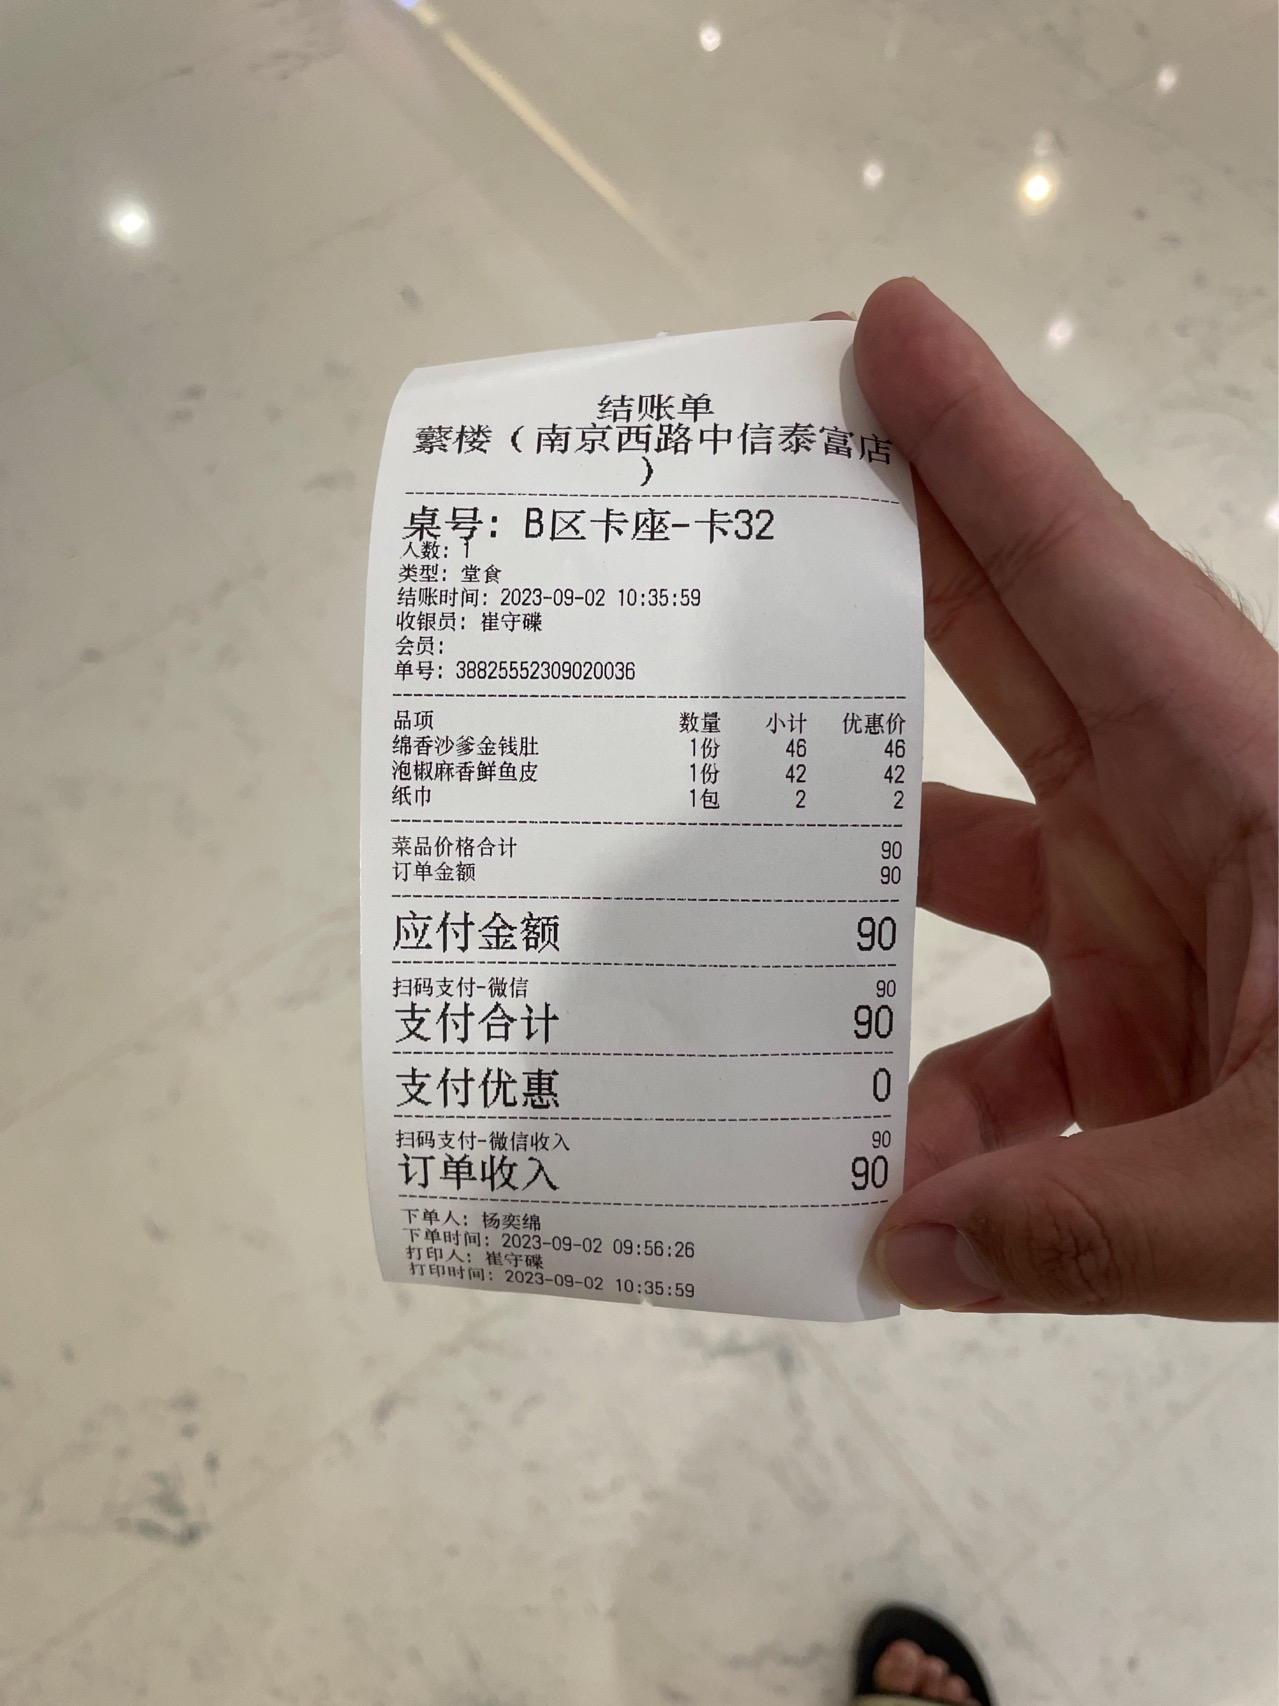 结账单
蘩楼（南京西路中信泰富店
）
桌号: B区卡座-卡32
人数: 1
类型: 堂食
结账时间: 2023-09-02 10:35:59
收银员: 崔守碟
会员:
单号: 38825552309020036
品项 数量 小计 优惠价
绵香沙爹金钱肚 1份 46 46
泡椒麻香鲜鱼皮 1份 42 42
纸巾 1包 2 2
菜品价格合计 90
订单金额 90
应付金额 90
扫码支付-微信 90
支付合计 90
支付优惠 0
扫码支付-微信收入 90
订单收入 90
下单人: 杨奕绵
下单时间: 2023-09-02 09:56:26
打印人: 崔守碟
打印时间: 2023-09-02 10:35:59